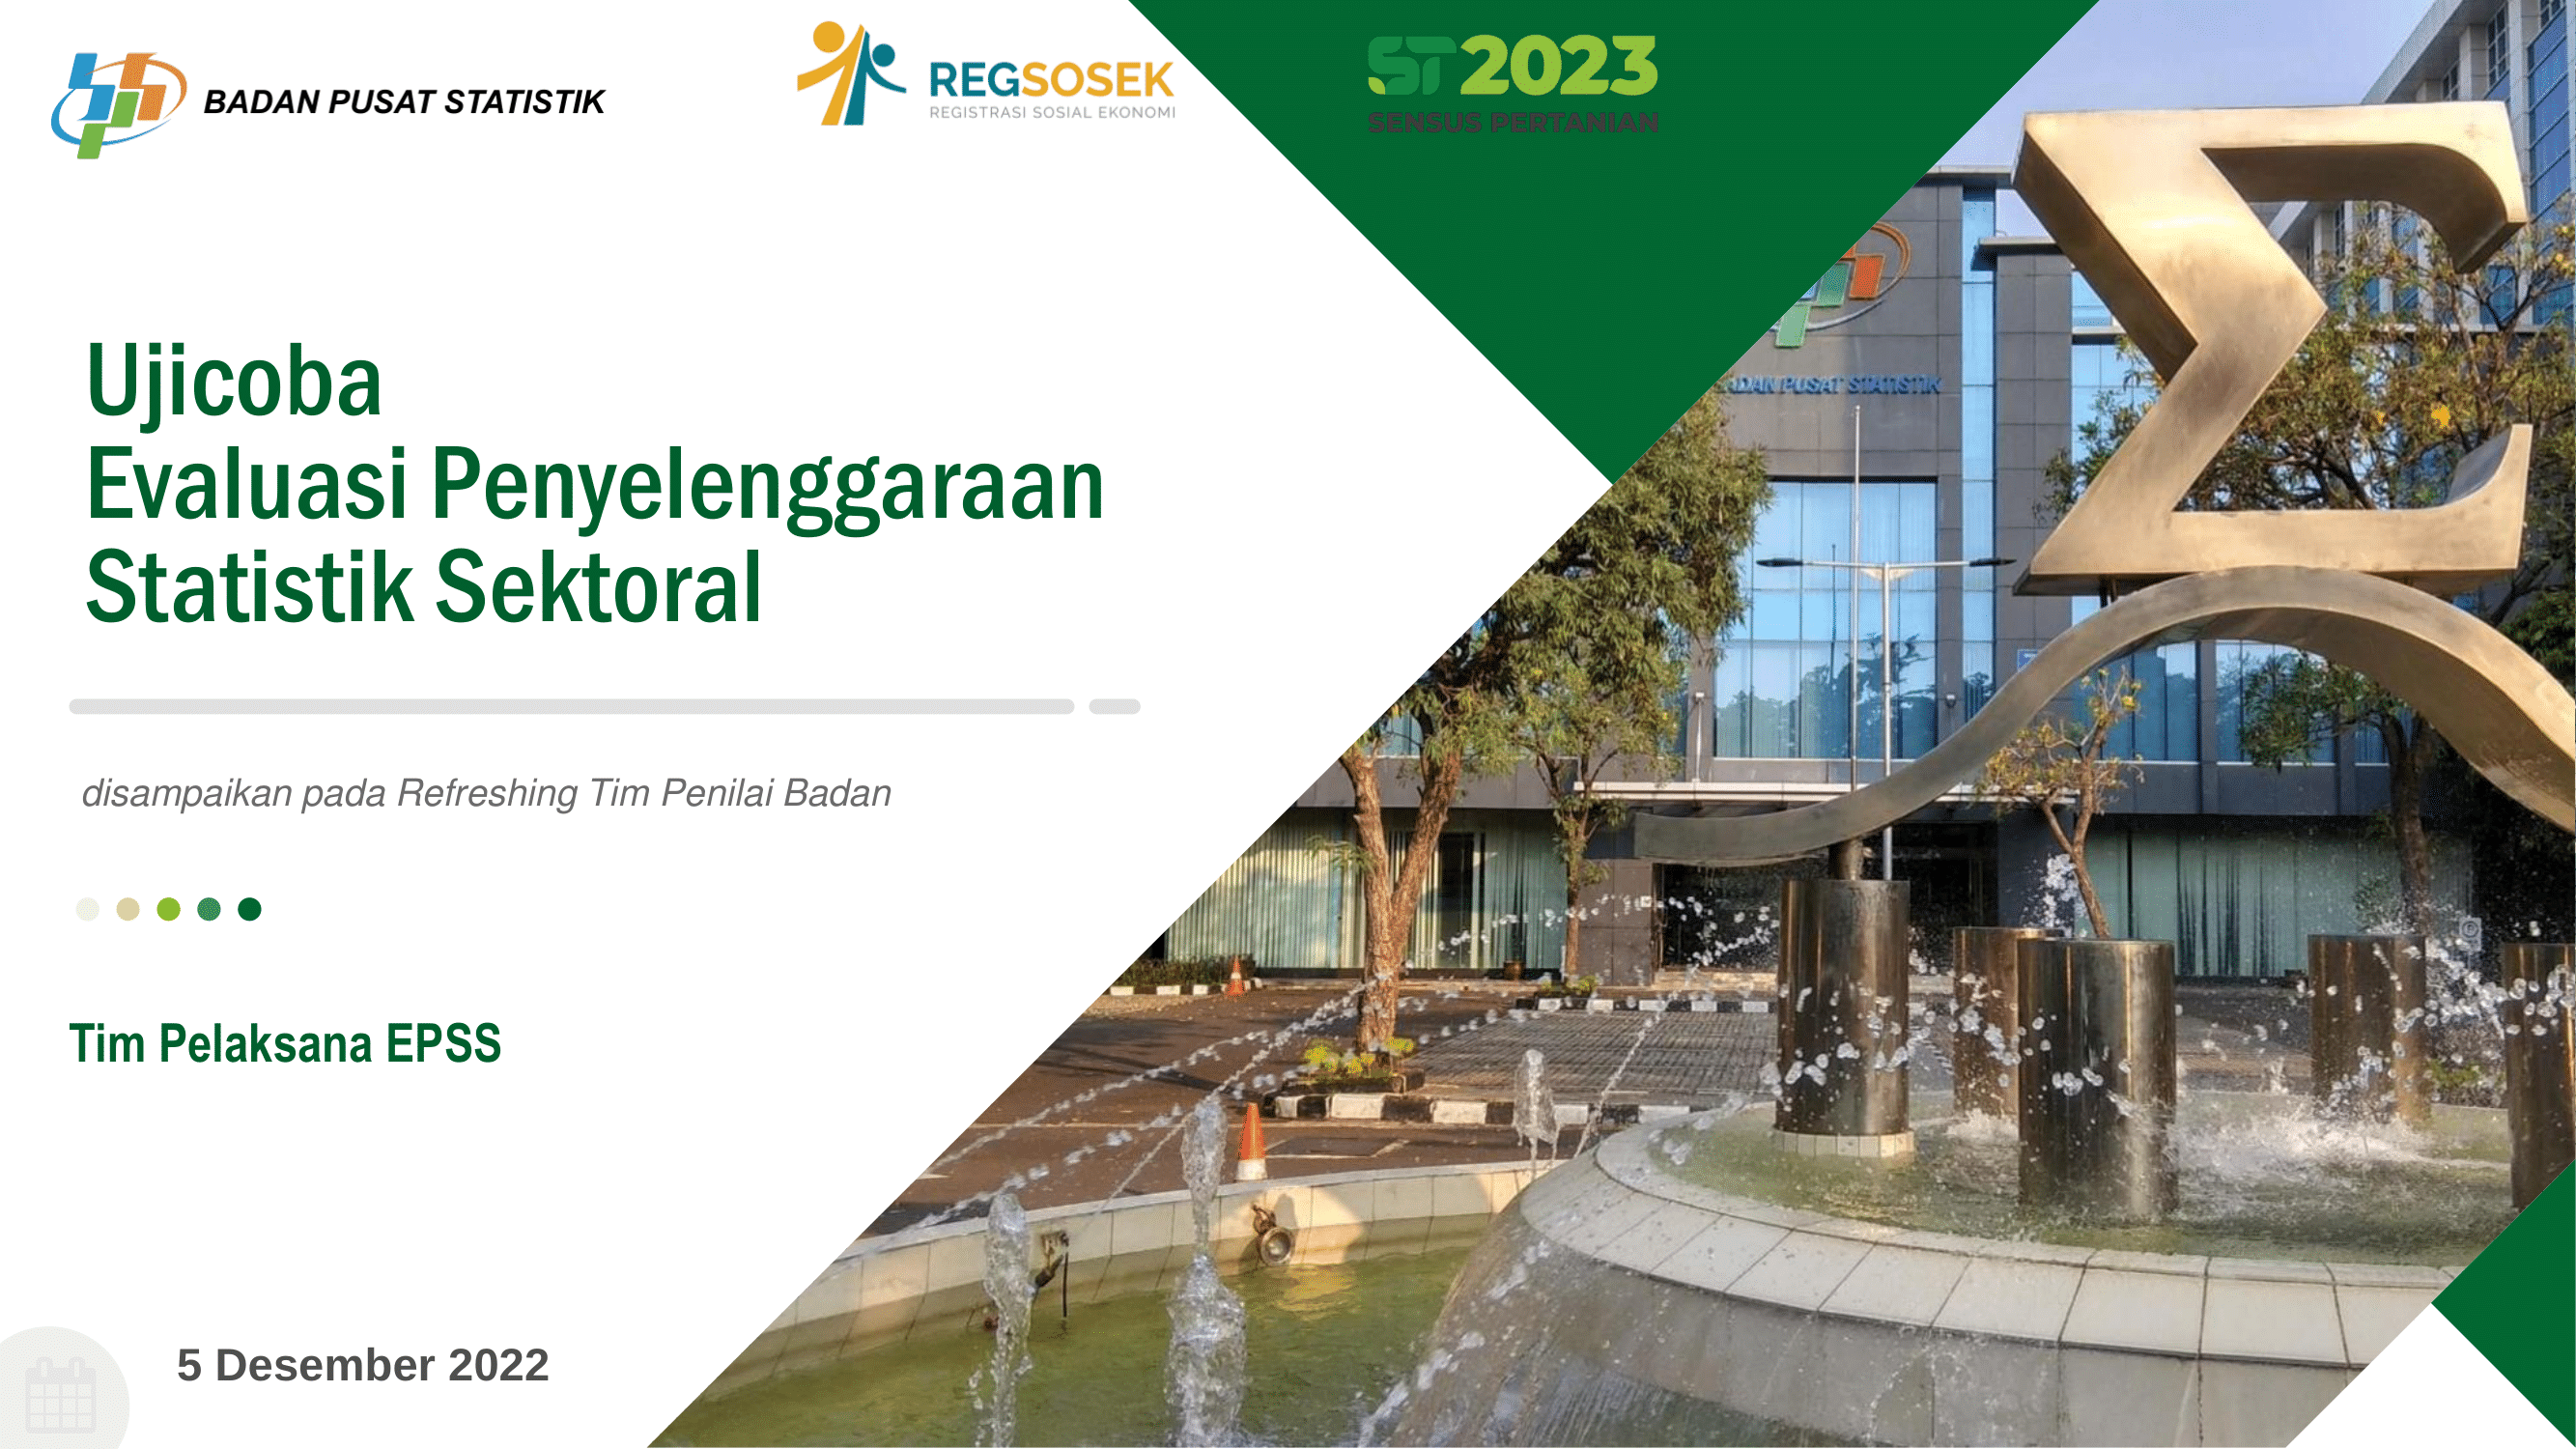 BADAN PUSAT STATISTIK
REGSOSEK
REGISTRASI SOSIAL EKONOMI
ST2023
SENSUS PERTANIAN
Ujicoba
Evaluasi Penyelenggaraan
Statistik Sektoral
disampaikan pada Refreshing Tim Penilai Badan
Tim Pelaksana EPSS
5 Desember 2022
PUSAT STATISTIK